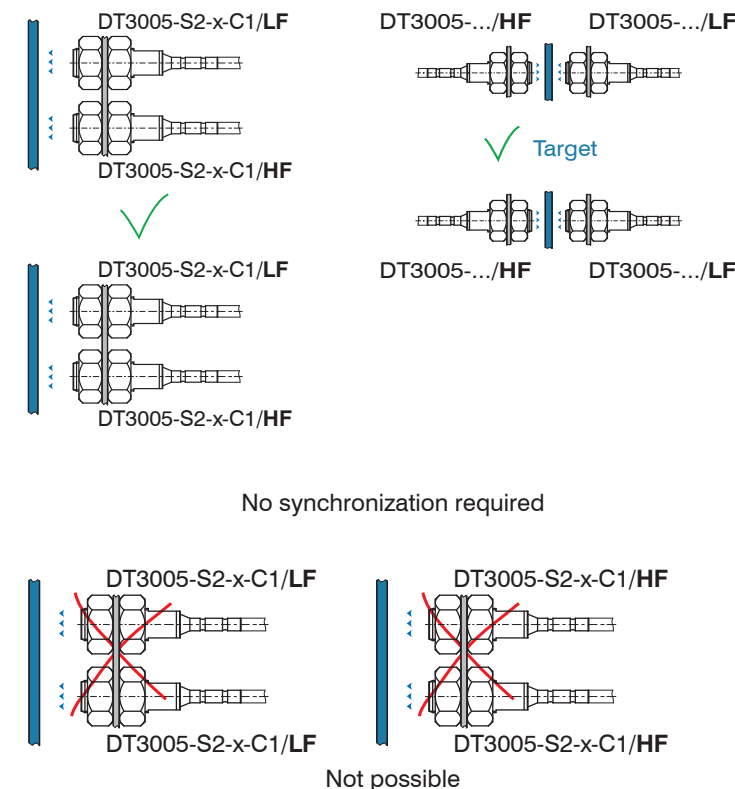 DT3005-S2-x-C1/LF
DT3005-S2-x-C1/HF
DT3005-S2-x-C1/LF
DT3005-S2-x-C1/HF
DT3005-.../HF DT3005-.../LF
Target
DT3005-.../HF DT3005-.../LF
No synchronization required
DT3005-S2-x-C1/LF
DT3005-S2-x-C1/LF
DT3005-S2-x-C1/HF
DT3005-S2-x-C1/HF
Not possible